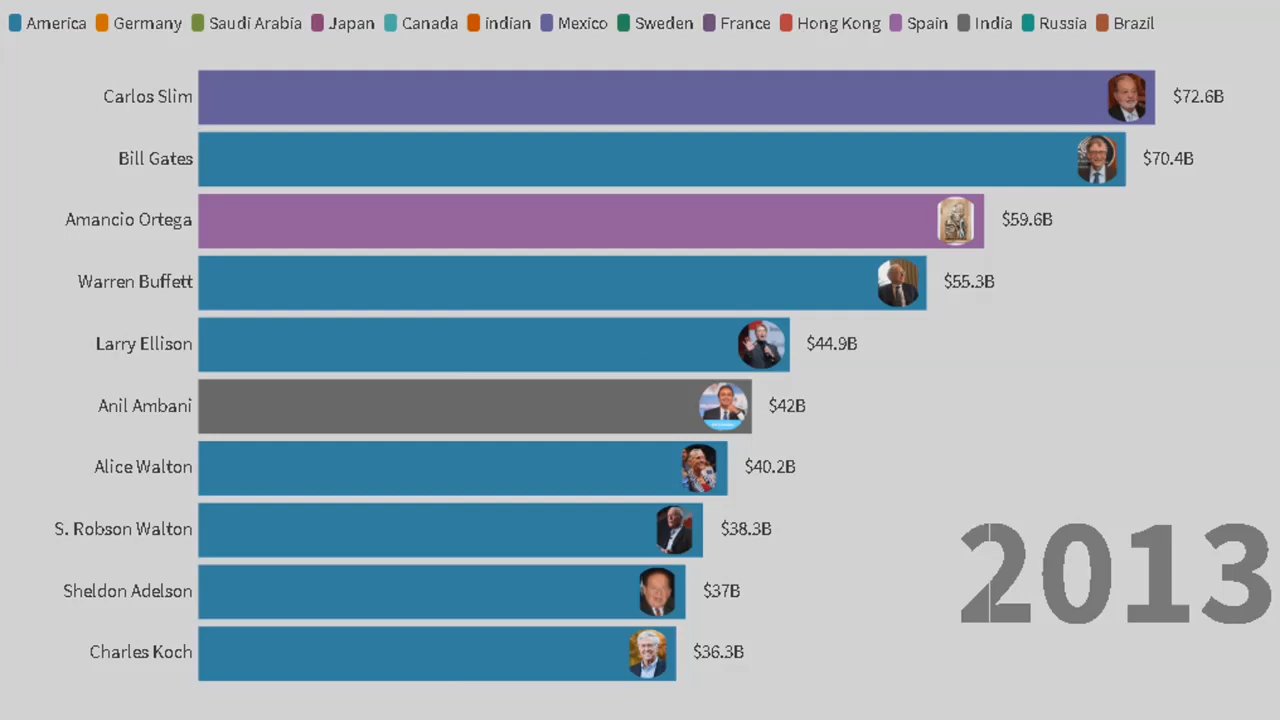 America Germany Saudi Arabia Japan Canada indian Mexico Sweden France Hong Kong Spain India Russia Brazil
Carlos Slim $72.6B
Bill Gates $70.4B
Amancio Ortega $59.6B
Warren Buffett $55.3B
Larry Ellison $44.9B
Anil Ambani $42B
Alice Walton $40.2B
S. Robson Walton $38.3B
Sheldon Adelson $37B
Charles Koch $36.3B
2013